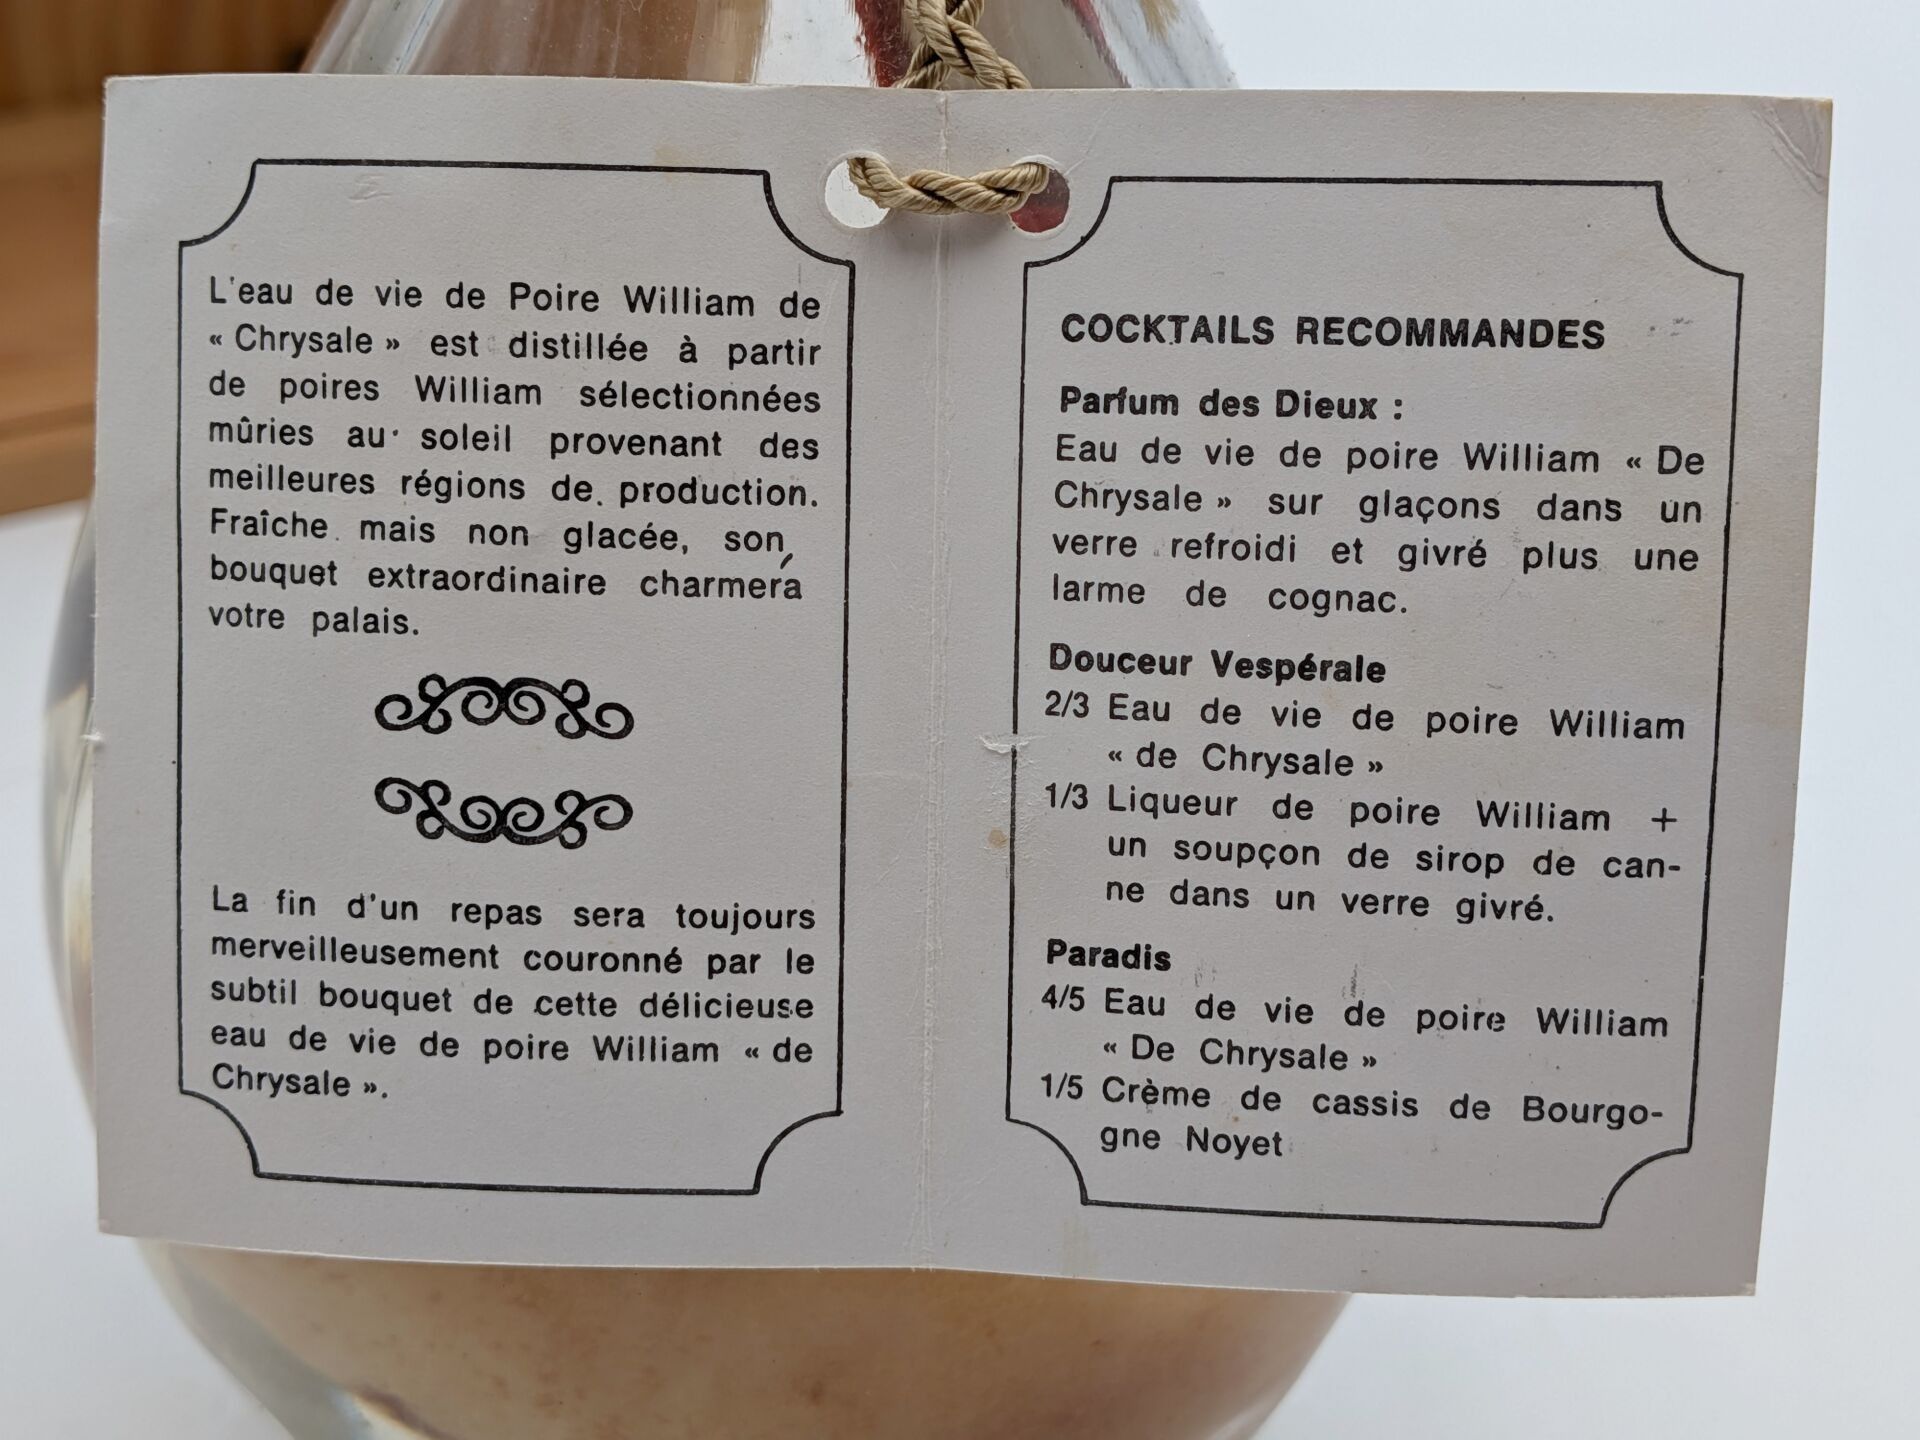 L'eau de vie de Poire William de
« Chrysale » est distillée à partir
de poires William sélectionnées
mûries au soleil provenant des
meilleures régions de production.
Fraîche mais non glacée, son
bouquet extraordinaire charmera
votre palais.
La fin d'un repas sera toujours
merveilleusement couronné par le
subtil bouquet de cette délicieuse
eau de vie de poire William « de
Chrysale ».
COCKTAILS RECOMMANDES
Parfum des Dieux :
Eau de vie de poire William « De
Chrysale » sur glaçons dans un
verre refroidi et givré plus une
larme de cognac.
Douceur Vespérale
2/3 Eau de vie de poire William
« de Chrysale »
1/3 Liqueur de poire William +
un soupçon de sirop de can-
ne dans un verre givré.
Paradis
4/5 Eau de vie de poire William
« De Chrysale »
1/5 Crème de cassis de Bourgo-
gne Noyet